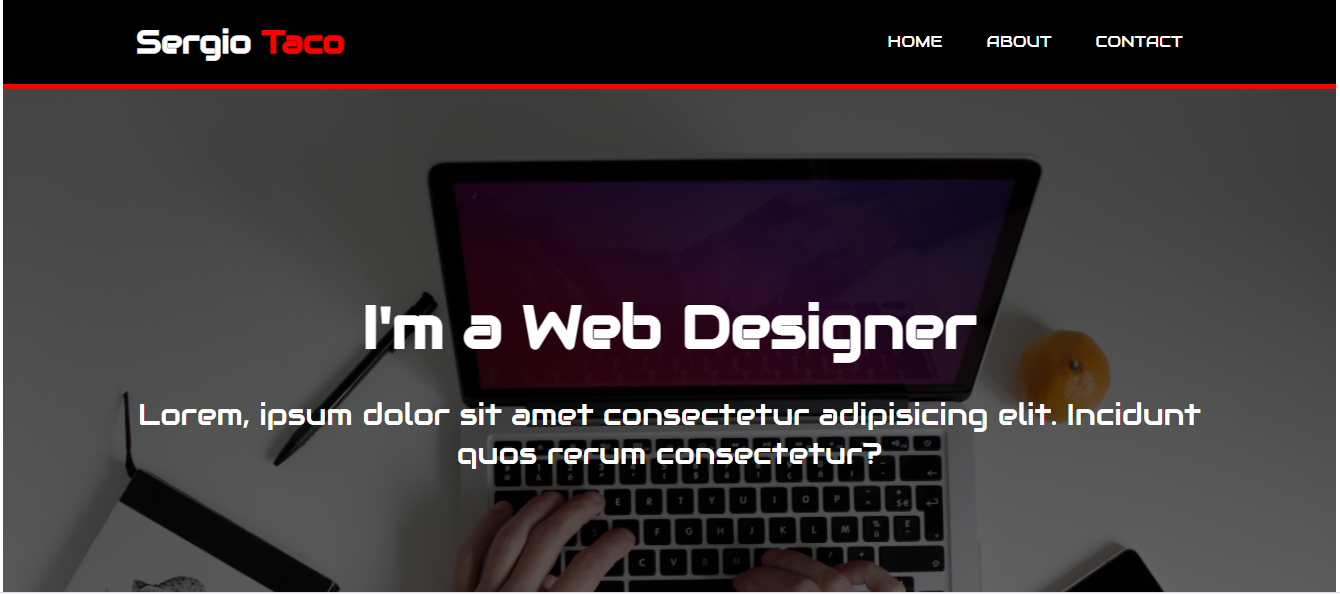 Sergio Taco
HOME ABOUT CONTACT
I'm a Web Designer
Lorem, ipsum dolor sit amet consectetur adipisicing elit. Incidunt
quos rerum consectetur?
E R T Y U I O P
F G H J K L M
C V B N